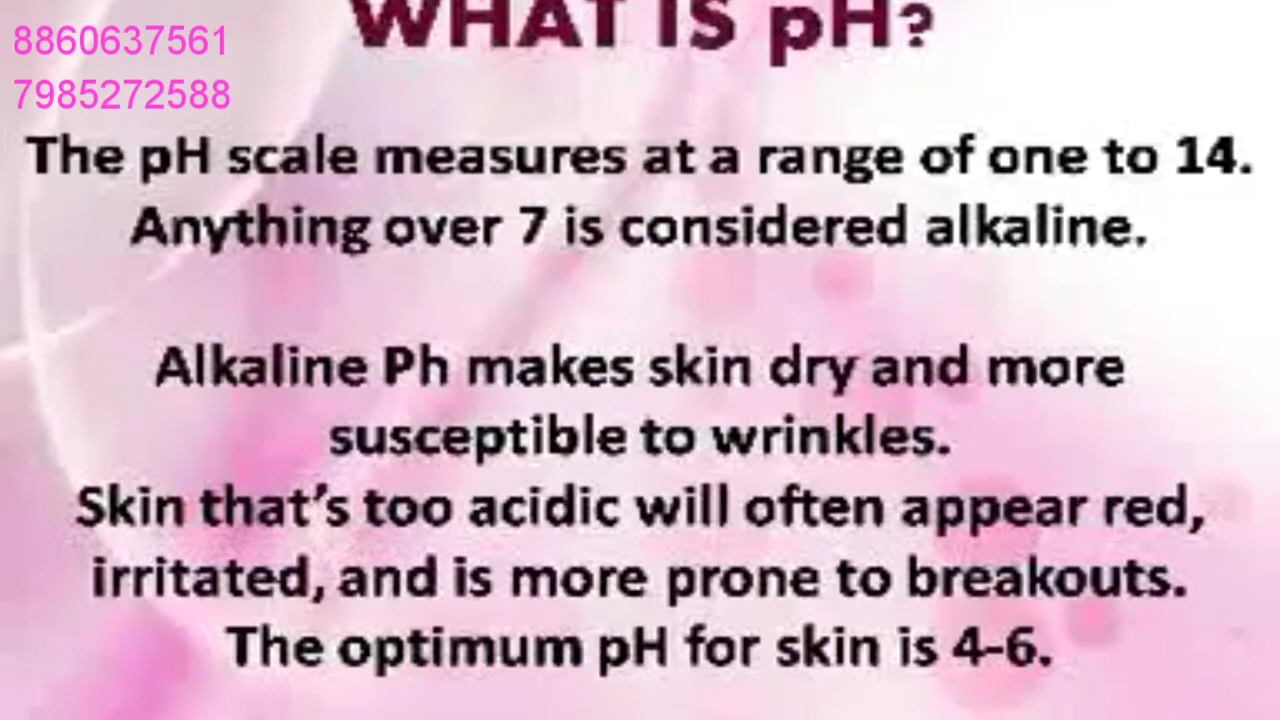 WHAT IS pH?
8860637561
7985272588
The pH scale measures at a range of one to 14.
Anything over 7 is considered alkaline.
Alkaline Ph makes skin dry and more
susceptible to wrinkles.
Skin that's too acidic will often appear red,
irritated, and is more prone to breakouts.
The optimum pH for skin is 4-6.